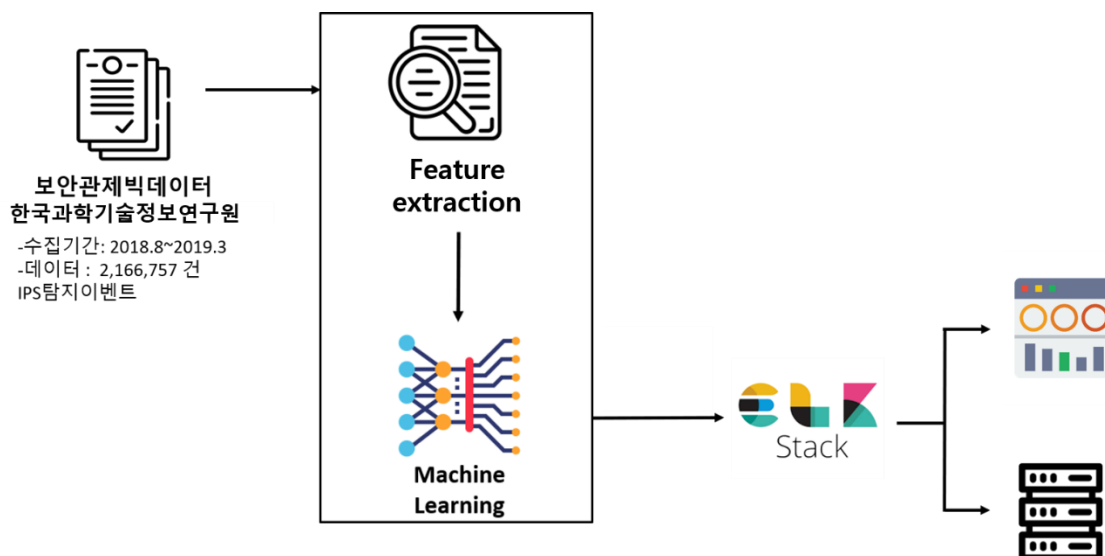 보안관제빅데이터
한국과학기술정보연구원
-수집기간: 2018.8~2019.3
-데이터 : 2,166,757 건
IPS탐지이벤트
Feature
extraction
Machine
Learning
ELK
Stack